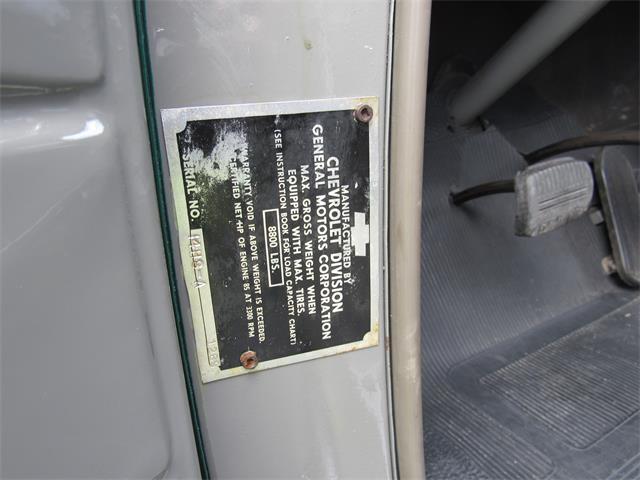 MANUFACTURED BY
CHEVROLET DIVISION
GENERAL MOTORS CORPORATION
MAX. GROSS WEIGHT WHEN
EQUIPPED WITH MAX. TIRES.
(SEE INSTRUCTION BOOK FOR LOAD CAPACITY CHART)
8800 LBS.
WARRANTY VOID IF ABOVE WEIGHT IS EXCEEDED.
CERTIFIED NET HP OF ENGINE 85 AT 3300 RPM
SERIAL NO.